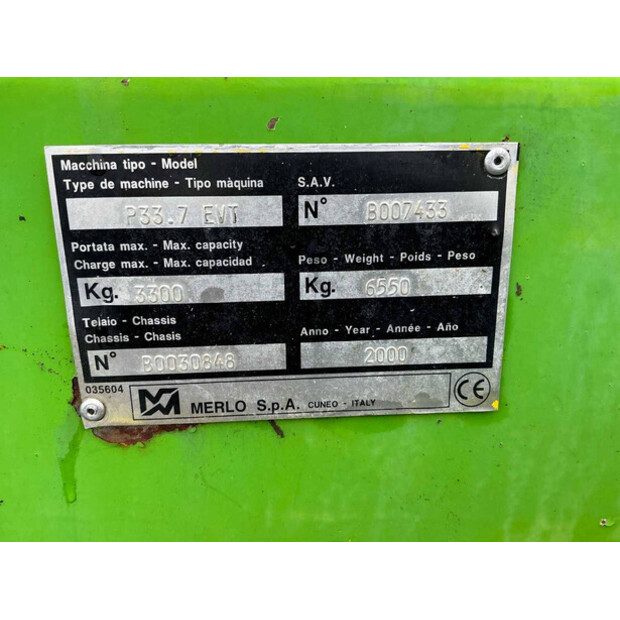 Macchina tipo - Model
Type de machine - Tipo màquina
P33.7 EVT
S.A.V.
N° B007433
Portata max. - Max. capacity
Charge max. - Max. capacidad
Kg. 3300
Peso - Weight - Poids - Peso
Kg. 6550
Telaio - Chassis
Chassis - Chasis
N° B0030848
Anno - Year - Année - Año
2000
035604
MERLO S.p.A. CUNEO - ITALY
CE